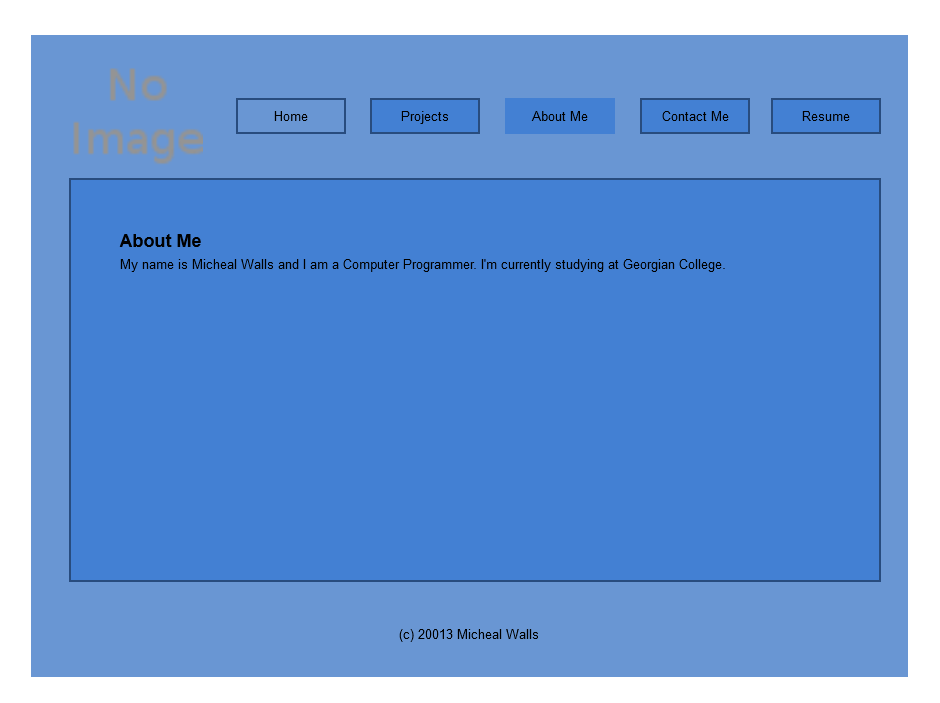 No
Image
Home
Projects
About Me
Contact Me
Resume
About Me
My name is Micheal Walls and I am a Computer Programmer. I'm currently studying at Georgian College.
(c) 20013 Micheal Walls